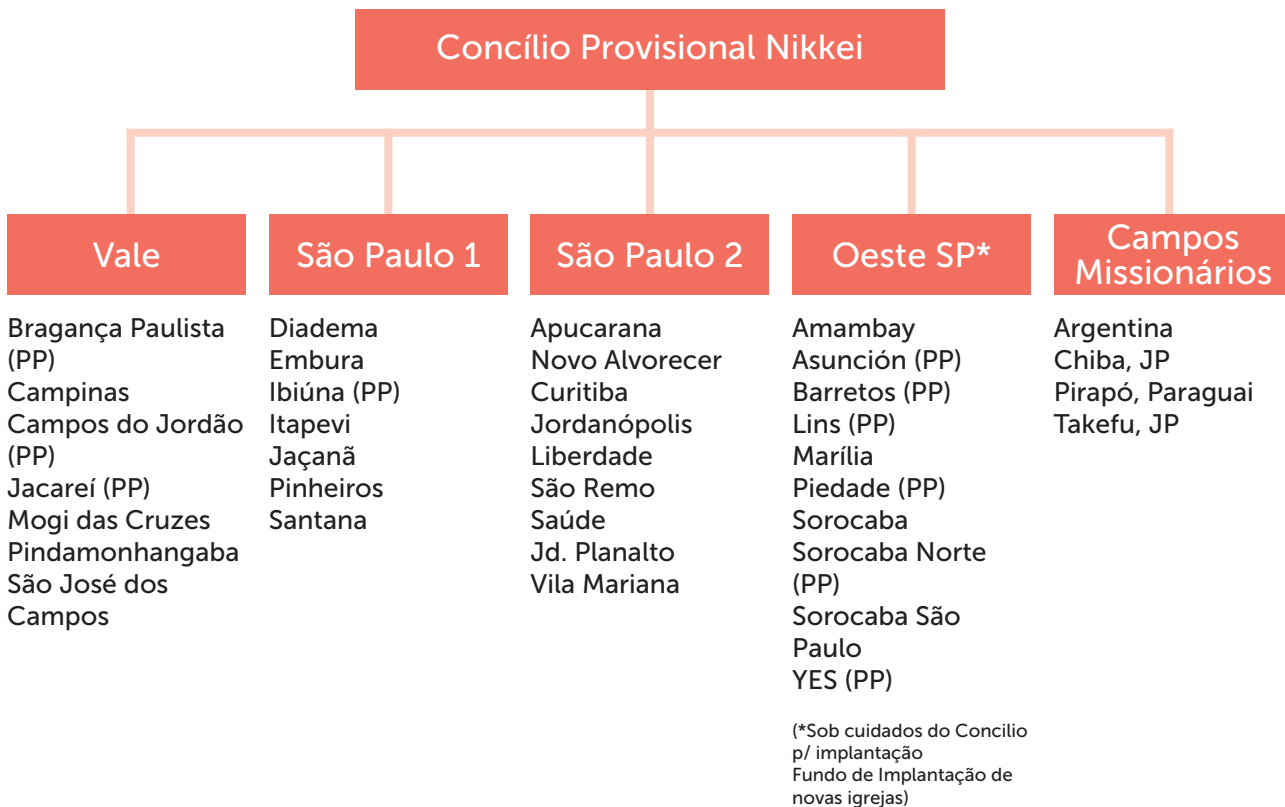 Concílio Provisional Nikkei
Vale
Bragança Paulista
(PP)
Campinas
Campos do Jordão
(PP)
Jacareí (PP)
Mogi das Cruzes
Pindamonhangaba
São José dos
Campos
São Paulo 1
Diadema
Embura
Ibiúna (PP)
Itapevi
Jaçanã
Pinheiros
Santana
São Paulo 2
Apucarana
Novo Alvorecer
Curitiba
Jordanópolis
Liberdade
São Remo
Saúde
Jd. Planalto
Vila Mariana
Oeste SP*
Amambay
Asunción (PP)
Barretos (PP)
Lins (PP)
Marília
Piedade (PP)
Sorocaba
Sorocaba Norte
(PP)
Sorocaba São
Paulo
YES (PP)
(*Sob cuidados do Concilio
p/ implantação
Fundo de Implantação de
novas igrejas)
Campos
Missionários
Argentina
Chiba, JP
Pirapó, Paraguai
Takefu, JP